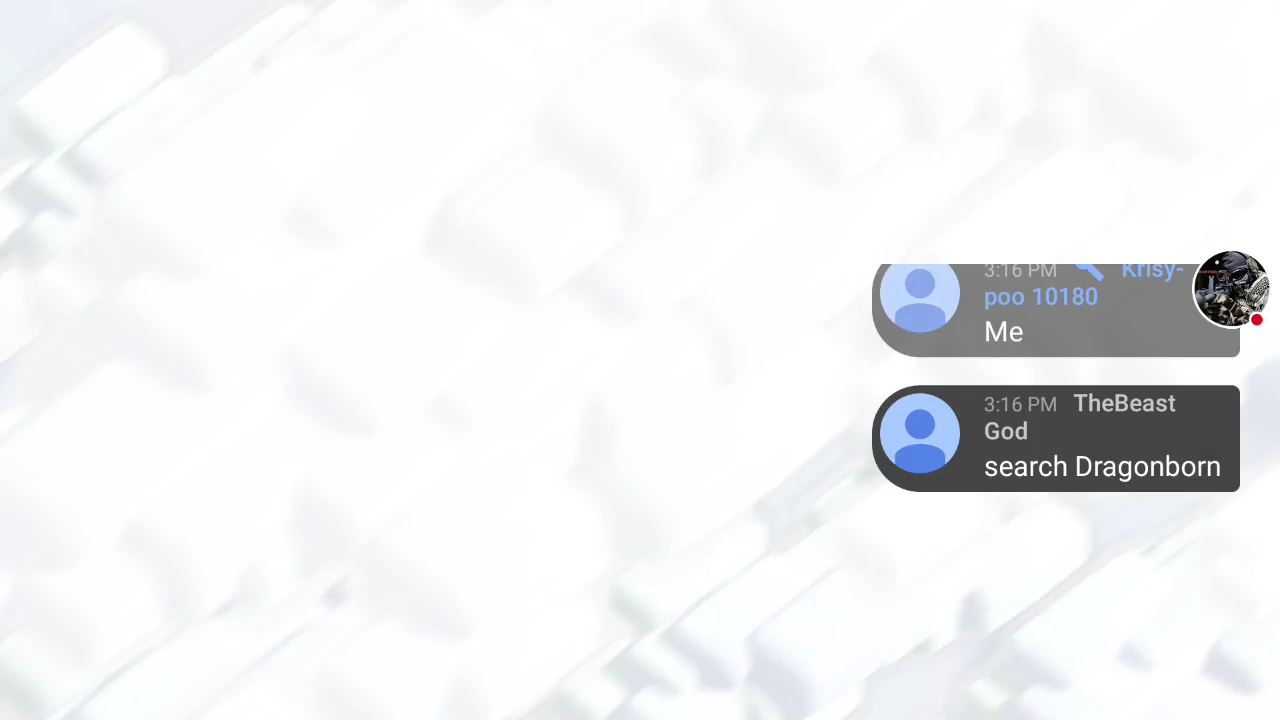 3:16 PM Krisy-
poo 10180
Me
3:16 PM TheBeast
God
search Dragonborn